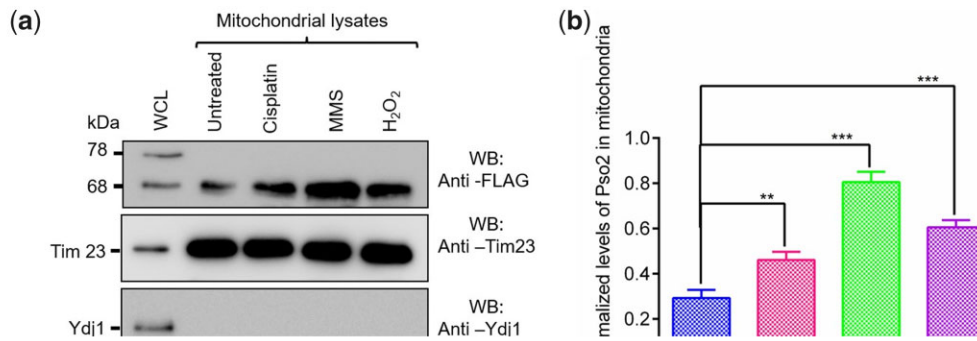 (a)
Mitochondrial lysates
kDa
WCL
Untreated
Cisplatin
MMS
H₂O₂
78
68
WB:
Anti -FLAG
Tim 23
WB:
Anti –Tim23
Ydj1
WB:
Anti –Ydj1
(b)
malized levels of Pso2 in mitochondria
1.0
0.8
0.6
0.4
0.2
**
***
***